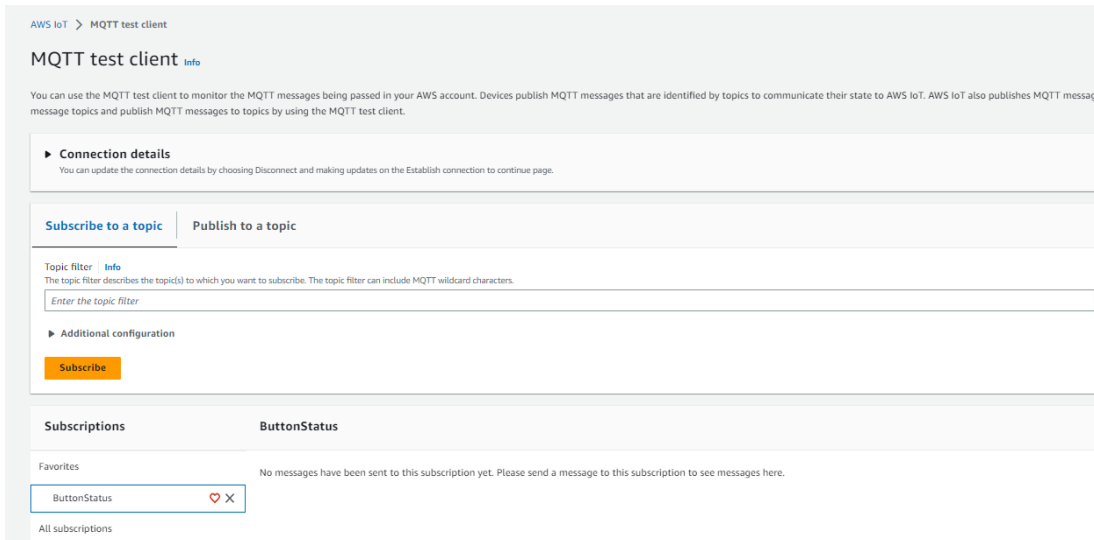 AWS IoT > MQTT test client
MQTT test client Info
You can use the MQTT test client to monitor the MQTT messages being passed in your AWS account. Devices publish MQTT messages that are identified by topics to communicate their state to AWS IoT. AWS IoT also publishes MQTT messag
message topics and publish MQTT messages to topics by using the MQTT test client.
Connection details
You can update the connection details by choosing Disconnect and making updates on the Establish connection to continue page.
Subscribe to a topic Publish to a topic
Topic filter Info
The topic filter describes the topic(s) to which you want to subscribe. The topic filter can include MQTT wildcard characters.
Enter the topic filter
Additional configuration
Subscribe
Subscriptions ButtonStatus
Favorites
No messages have been sent to this subscription yet. Please send a message to this subscription to see messages here.
ButtonStatus
All subscriptions